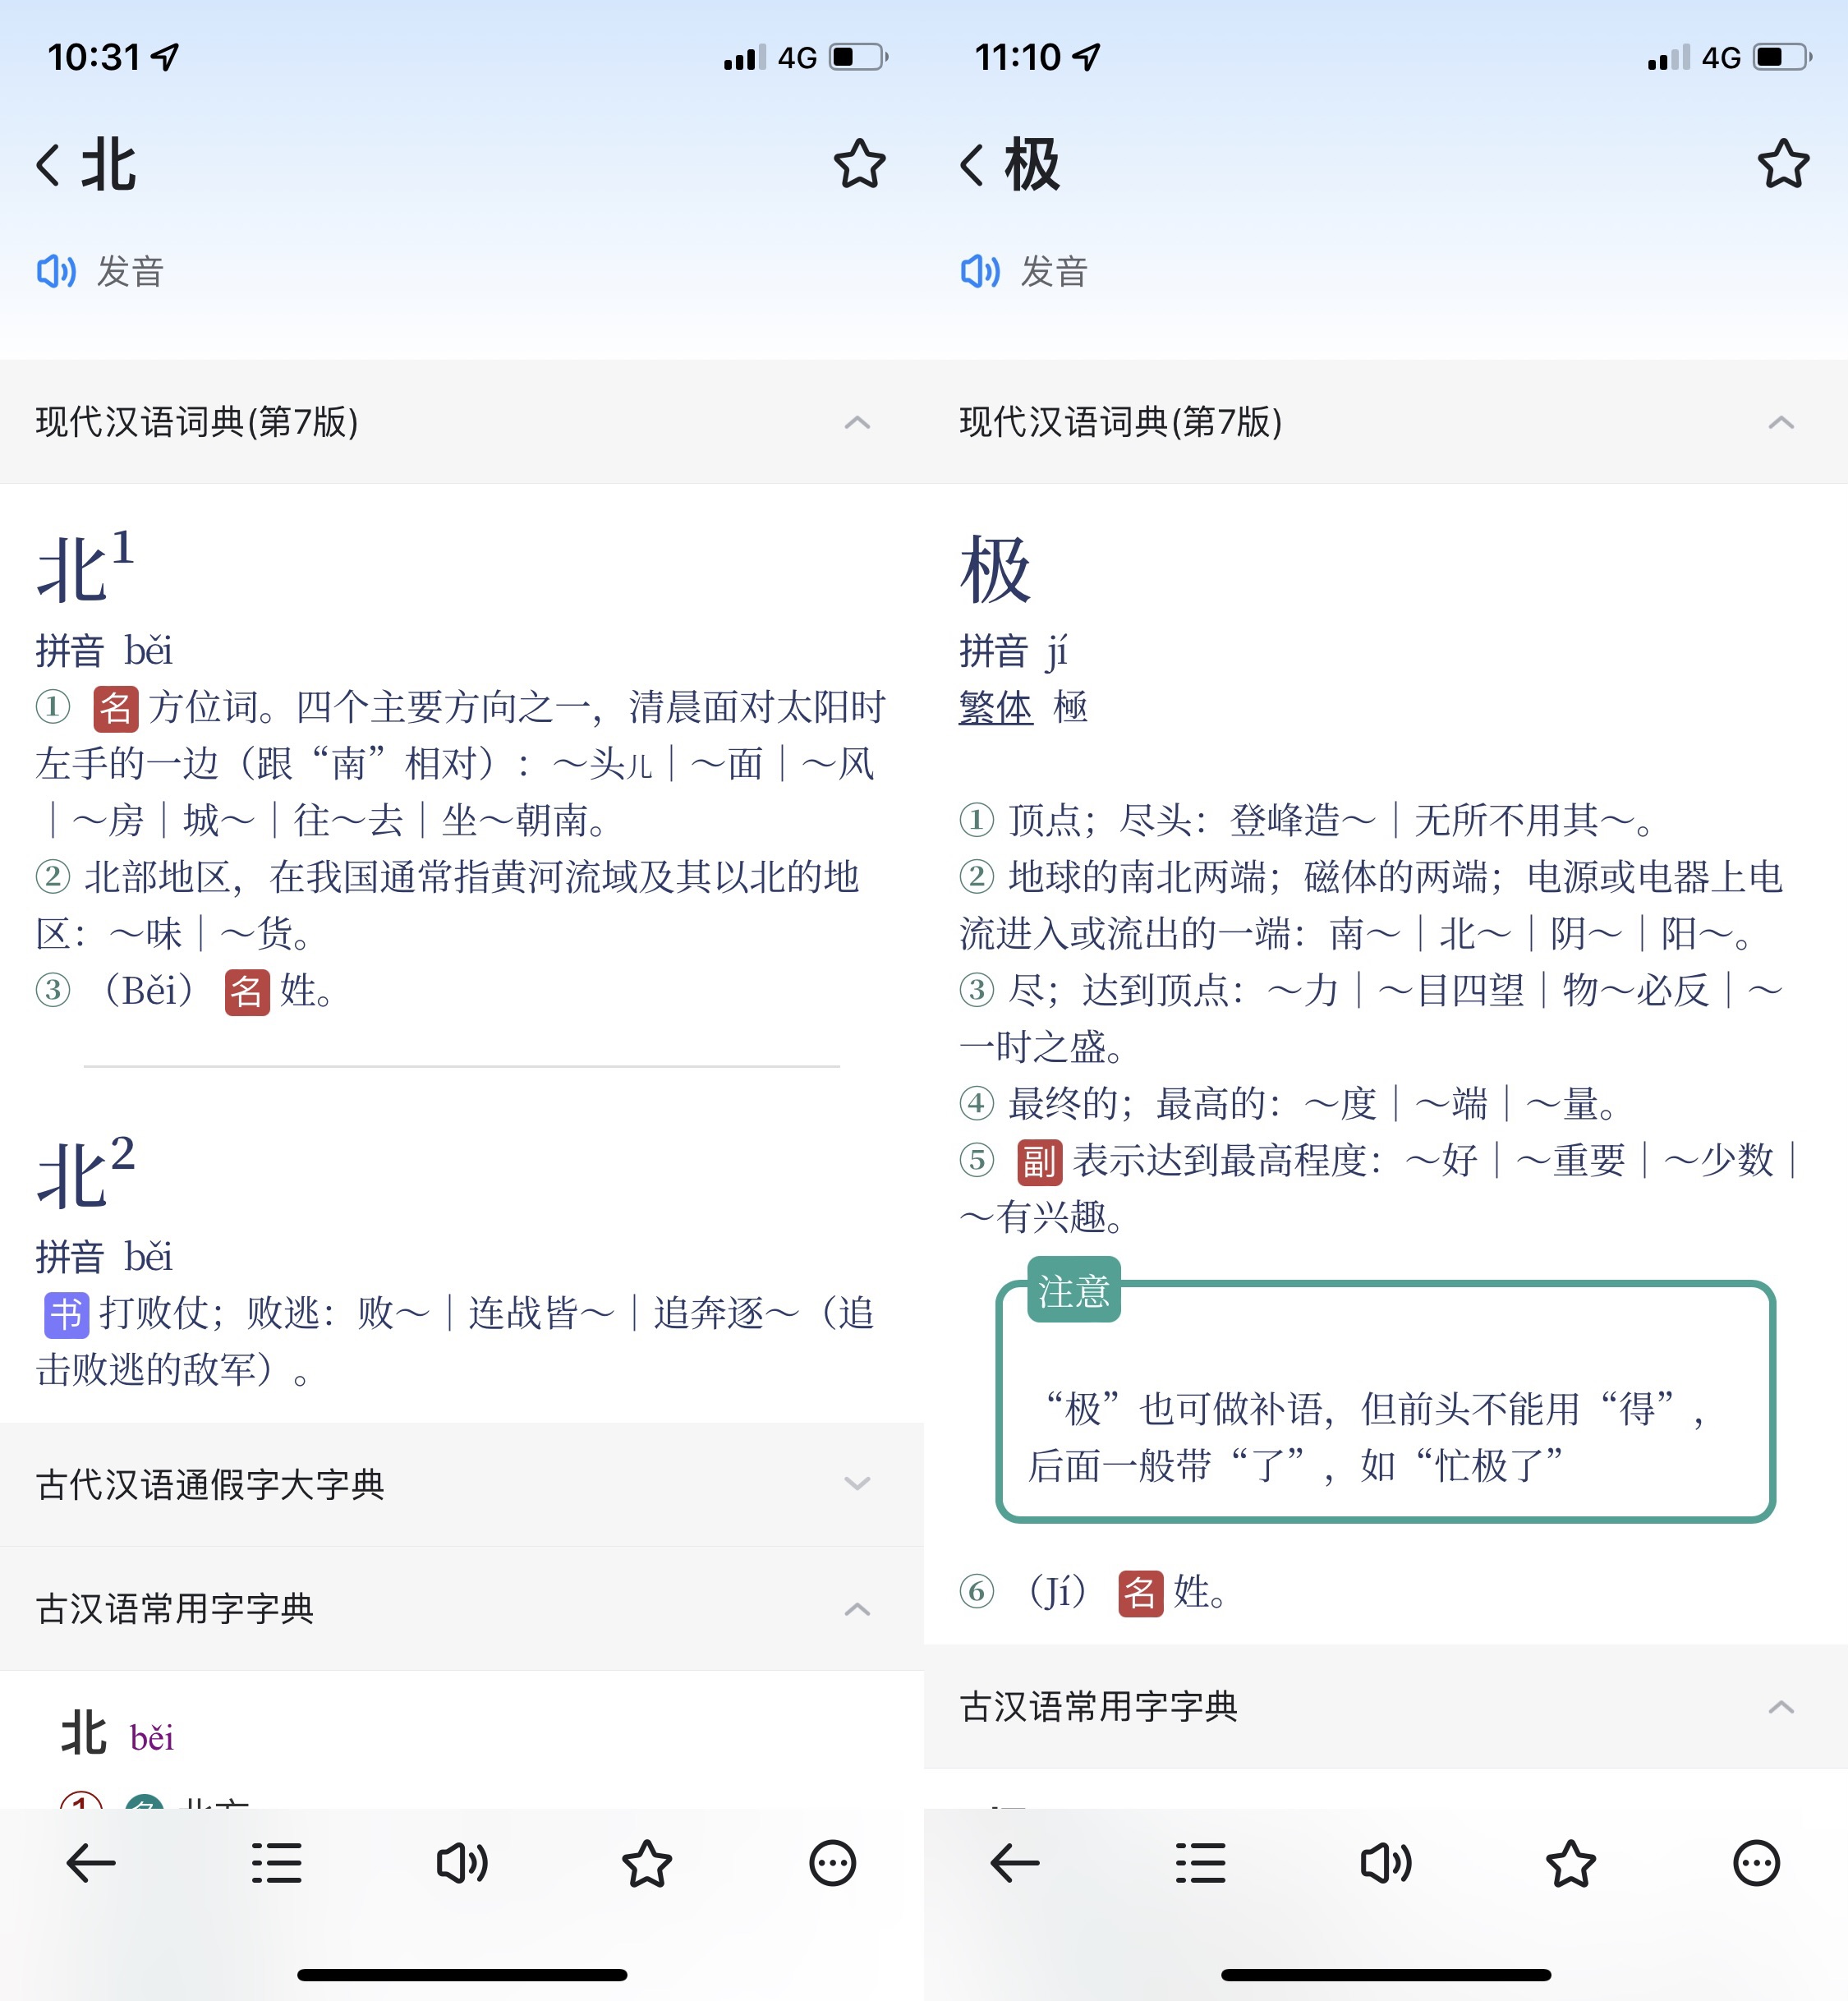 10:31
4G
北
发音
现代汉语词典(第7版)
北1
拼音 běi
① 名 方位词。四个主要方向之一，清晨面对太阳时
左手的一边（跟“南”相对）：～头儿｜～面｜～风
｜～房｜城～｜往～去｜坐～朝南。
② 北部地区，在我国通常指黄河流域及其以北的地
区：～味｜～货。
③ （Běi） 名 姓。
北2
拼音 běi
书 打败仗；败逃：败～｜连战皆～｜追奔逐～（追
击败逃的敌军）。
古代汉语通假字大字典
古汉语常用字字典
北 běi
11:10
4G
极
发音
现代汉语词典(第7版)
极
拼音 jí
繁体 極
① 顶点；尽头：登峰造～｜无所不用其～。
② 地球的南北两端；磁体的两端；电源或电器上电
流进入或流出的一端：南～｜北～｜阴～｜阳～。
③ 尽；达到顶点：～力｜～目四望｜物～必反｜～
一时之盛。
④ 最终的；最高的：～度｜～端｜～量。
⑤ 副 表示达到最高程度：～好｜～重要｜～少数｜
～有兴趣。
注意
“极”也可做补语，但前头不能用“得”，
后面一般带“了”，如“忙极了”
⑥ （Jí） 名 姓。
古汉语常用字字典